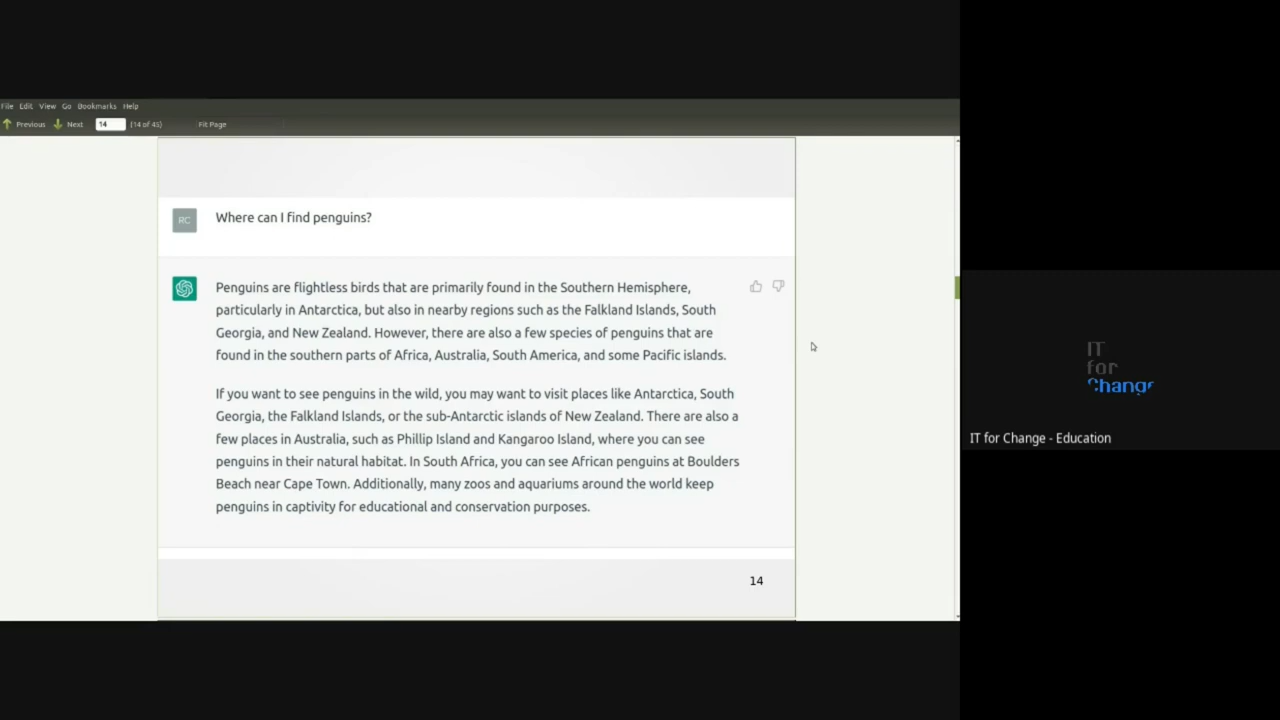 File Edit View Go Bookmarks Help
Previous Next 14 (14 of 45) Fit Page
RC Where can I find penguins?
Penguins are flightless birds that are primarily found in the Southern Hemisphere,
particularly in Antarctica, but also in nearby regions such as the Falkland Islands, South
Georgia, and New Zealand. However, there are also a few species of penguins that are
found in the southern parts of Africa, Australia, South America, and some Pacific islands.
If you want to see penguins in the wild, you may want to visit places like Antarctica, South
Georgia, the Falkland Islands, or the sub-Antarctic islands of New Zealand. There are also a
few places in Australia, such as Phillip Island and Kangaroo Island, where you can see
penguins in their natural habitat. In South Africa, you can see African penguins at Boulders
Beach near Cape Town. Additionally, many zoos and aquariums around the world keep
penguins in captivity for educational and conservation purposes.
14
IT
for
Change
IT for Change - Education